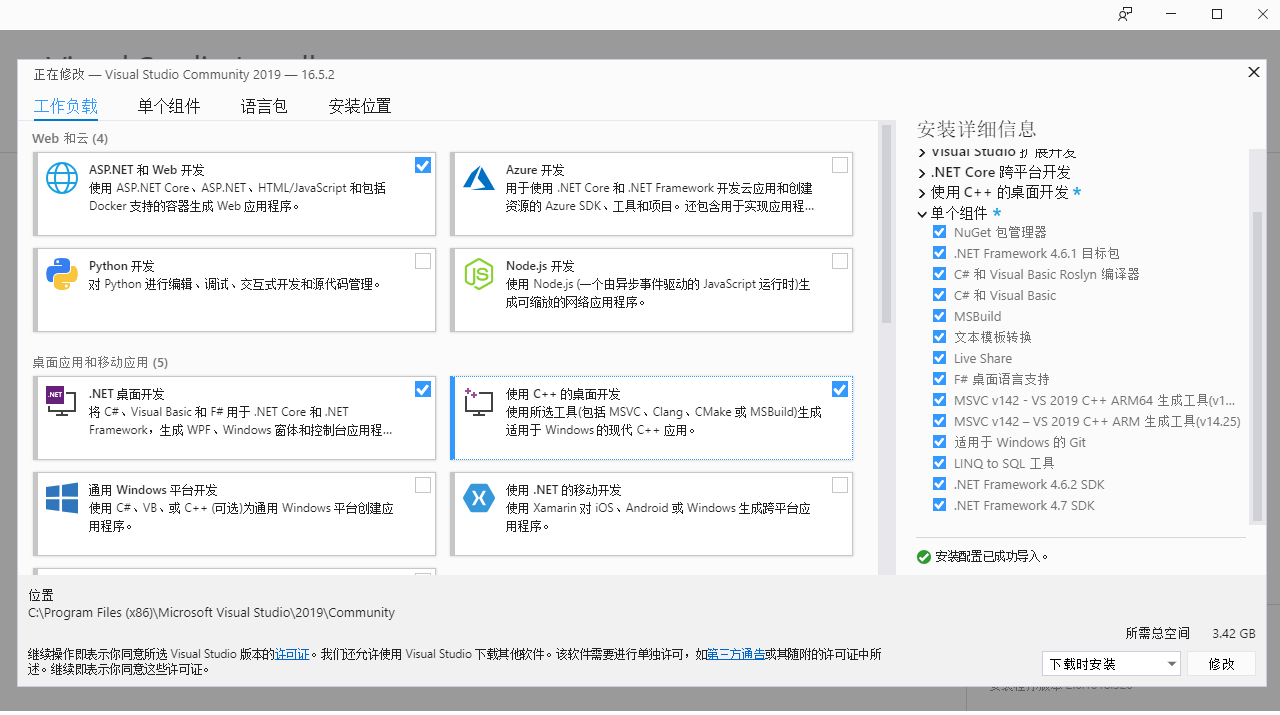 正在修改 — Visual Studio Community 2019 — 16.5.2
工作负载
单个组件
语言包
安装位置
Web 和云 (4)
ASP.NET 和 Web 开发
使用 ASP.NET Core、ASP.NET、HTML/JavaScript 和包括
Docker 支持的容器生成 Web 应用程序。
Azure 开发
用于使用 .NET Core 和 .NET Framework 开发云应用和创建
资源的 Azure SDK、工具和项目。还包含用于实现应用程...
Python 开发
对 Python 进行编辑、调试、交互式开发和源代码管理。
Node.js 开发
使用 Node.js (一个由异步事件驱动的 JavaScript 运行时)生
成可缩放的网络应用程序。
桌面应用和移动应用 (5)
.NET
.NET 桌面开发
将 C#、Visual Basic 和 F# 用于 .NET Core 和 .NET
Framework，生成 WPF、Windows 窗体和控制台应用程...
使用 C++ 的桌面开发
使用所选工具(包括 MSVC、Clang、CMake 或 MSBuild)生成
适用于 Windows 的现代 C++ 应用。
通用 Windows 平台开发
使用 C#、VB、或 C++ (可选)为通用 Windows 平台创建应
用程序。
使用 .NET 的移动开发
使用 Xamarin 对 iOS、Android 或 Windows 生成跨平台应
用程序。
安装详细信息
Visual Studio 扩展开发
.NET Core 跨平台开发
使用 C++ 的桌面开发 *
单个组件 *
NuGet 包管理器
.NET Framework 4.6.1 目标包
C# 和 Visual Basic Roslyn 编译器
C# 和 Visual Basic
MSBuild
文本模板转换
Live Share
F# 桌面语言支持
MSVC v142 - VS 2019 C++ ARM64 生成工具(v1...
MSVC v142 – VS 2019 C++ ARM 生成工具(v14.25)
适用于 Windows 的 Git
LINQ to SQL 工具
.NET Framework 4.6.2 SDK
.NET Framework 4.7 SDK
安装配置已成功导入。
位置
C:\Program Files (x86)\Microsoft Visual Studio\2019\Community
所需总空间 3.42 GB
继续操作即表示你同意所选 Visual Studio 版本的许可证。我们还允许使用 Visual Studio 下载其他软件。该软件需要进行单独许可，如第三方通告或其随附的许可证中所
述。继续即表示你同意这些许可证。
下载时安装
修改